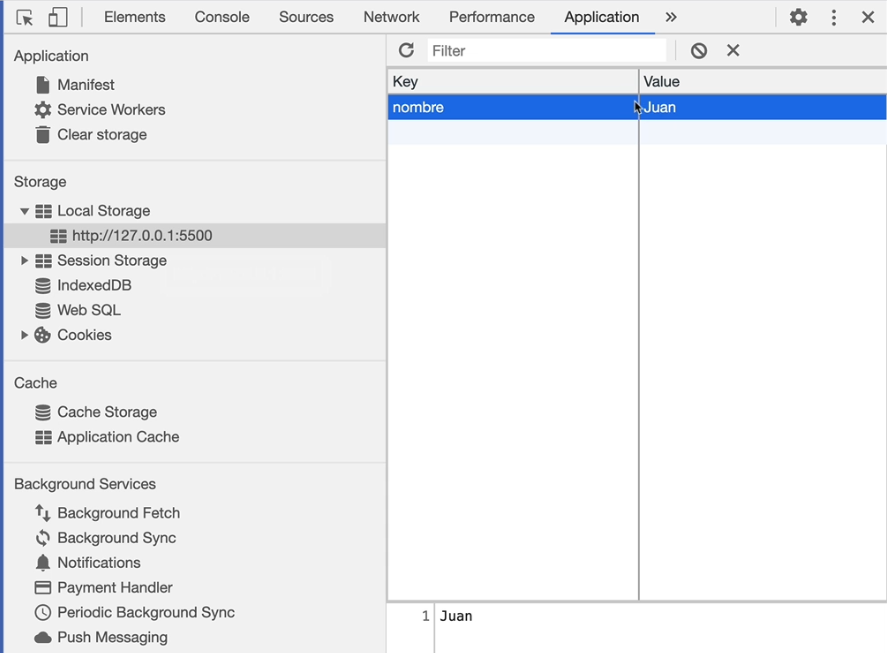 Elements Console Sources Network Performance Application »
Application
Manifest
Service Workers
Clear storage
Storage
Local Storage
http://127.0.0.1:5500
Session Storage
IndexedDB
Web SQL
Cookies
Cache
Cache Storage
Application Cache
Background Services
Background Fetch
Background Sync
Notifications
Payment Handler
Periodic Background Sync
Push Messaging
Filter
Key Value
nombre Juan
1 Juan